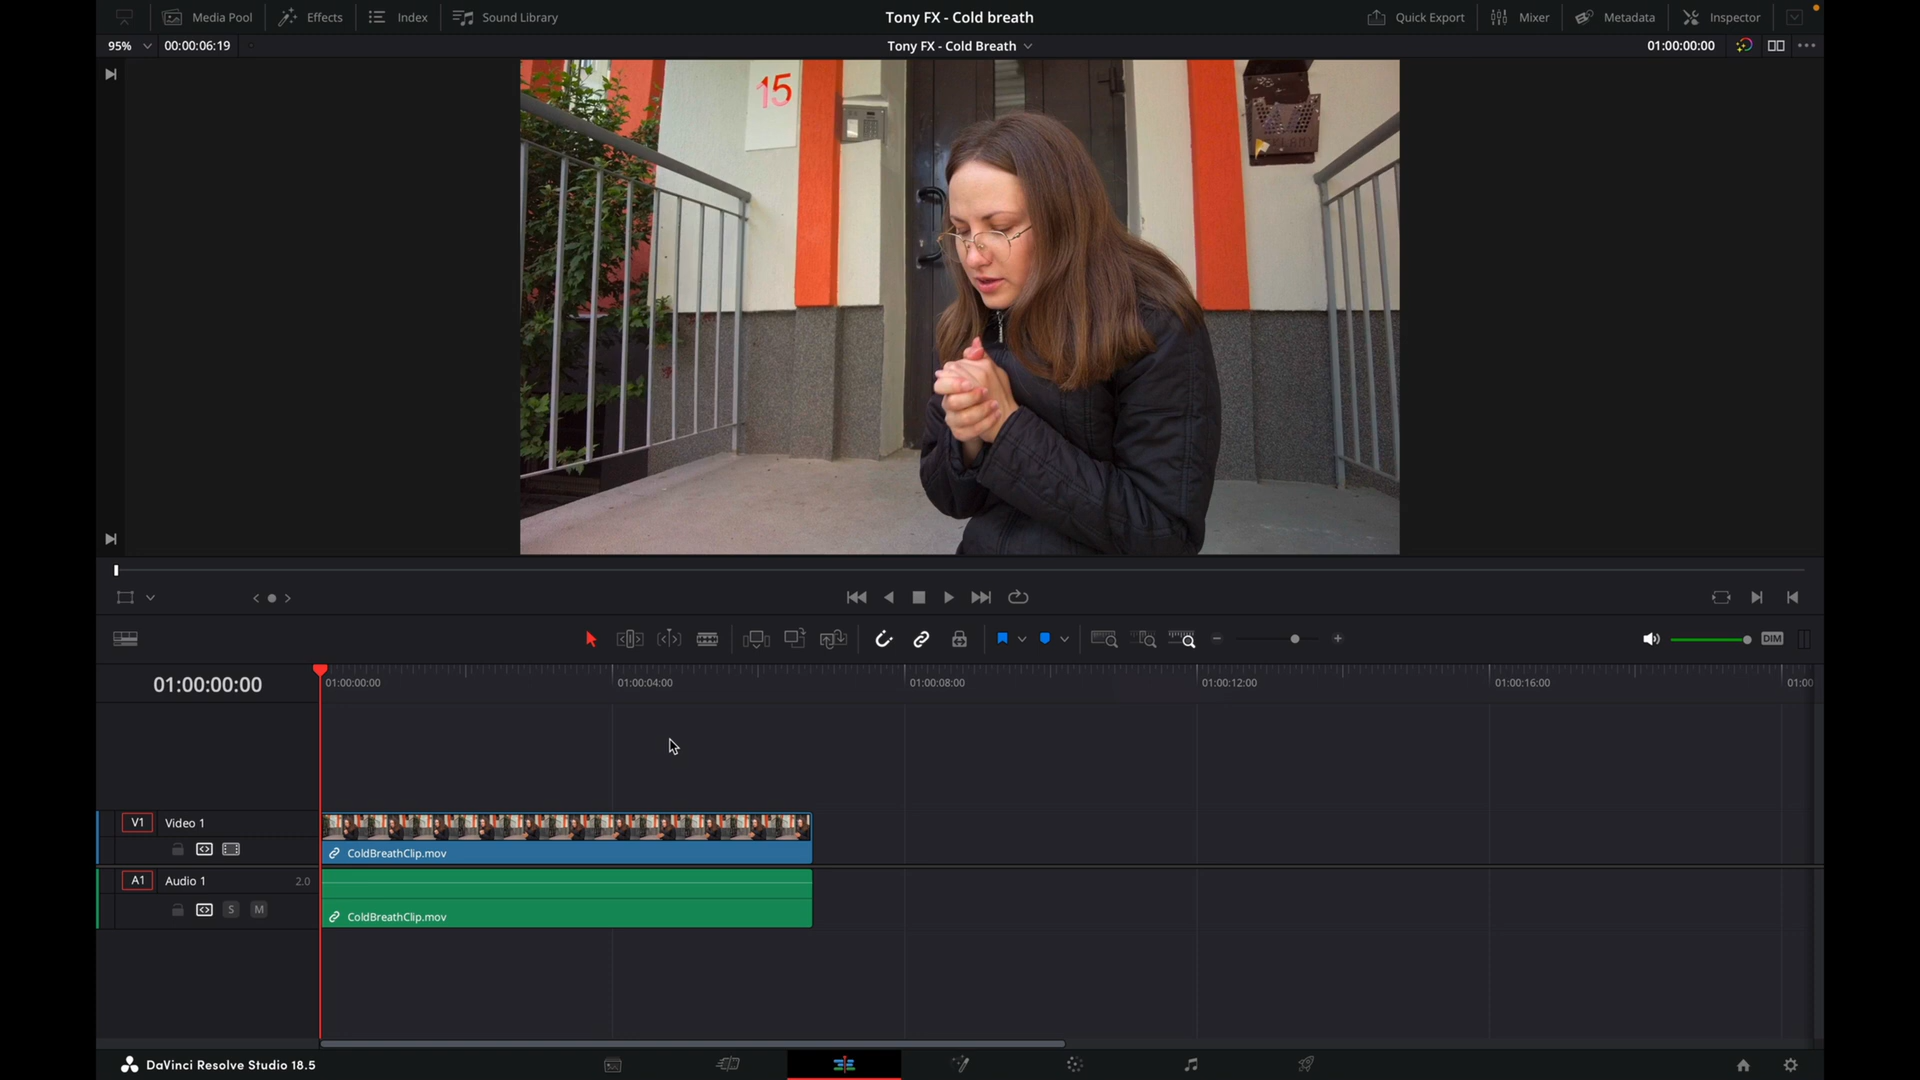 Media Pool Effects Index Sound Library Tony FX - Cold breath Quick Export Mixer Metadata Inspector
95% 00:00:06:19 Tony FX - Cold Breath 01:00:00:00
15
DIM
01:00:00:00 01:00:00:00 01:00:04:00 01:00:08:00 01:00:12:00 01:00:16:00 01:00
V1 Video 1
ColdBreathClip.mov
A1 Audio 1 2.0
S M ColdBreathClip.mov
DaVinci Resolve Studio 18.5